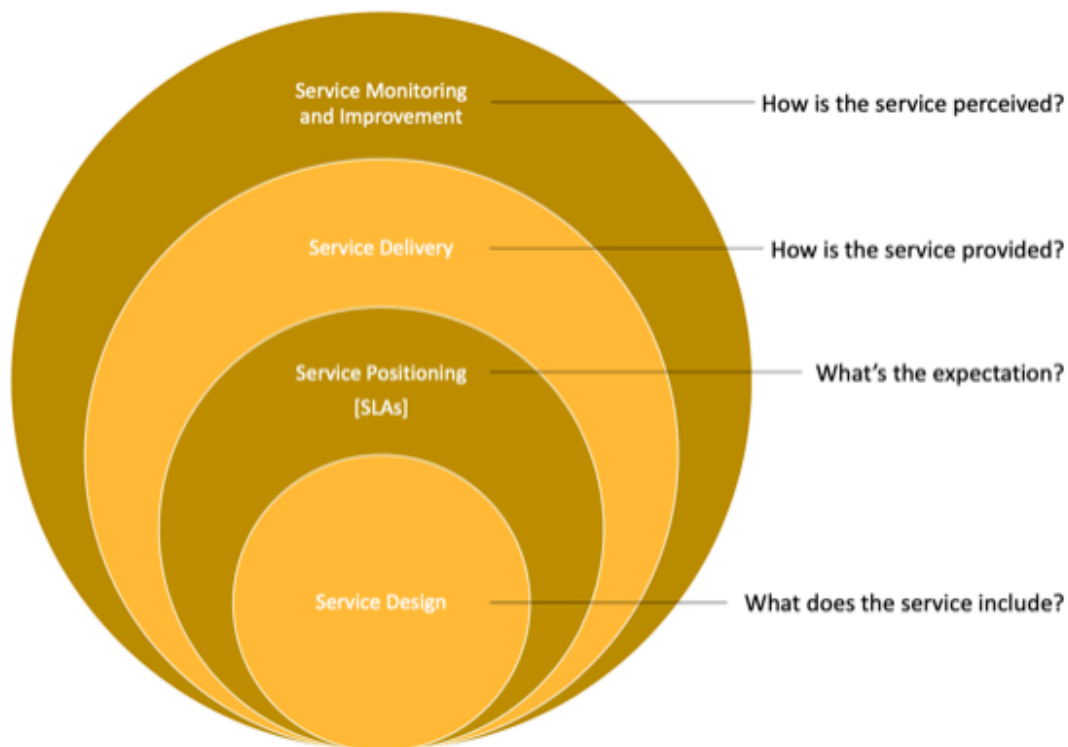 Service Monitoring
and Improvement
How is the service perceived?
Service Delivery
How is the service provided?
Service Positioning
[SLAs]
What’s the expectation?
Service Design
What does the service include?